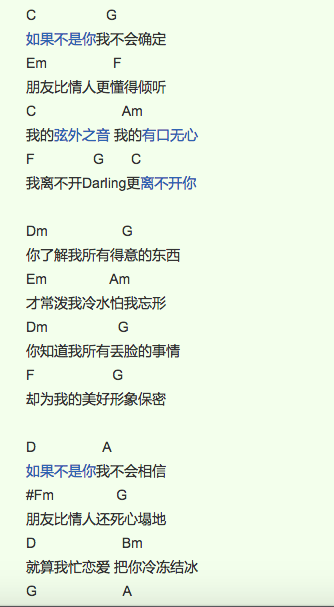 C G
如果不是你我不会确定
Em F
朋友比情人更懂得倾听
C Am
我的弦外之音 我的有口无心
F G C
我离不开Darling更离不开你
Dm G
你了解我所有得意的东西
Em Am
才常泼我冷水怕我忘形
Dm G
你知道我所有丢脸的事情
F G
却为我的美好形象保密
D A
如果不是你我不会相信
#Fm G
朋友比情人还死心塌地
D Bm
就算我忙恋爱 把你冷冻结冰
G A